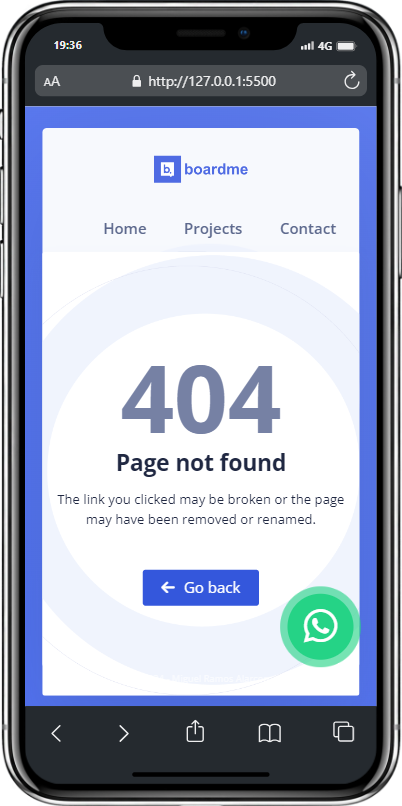 19:36
4G
AA
http://127.0.0.1:5500
b.
boardme
Home
Projects
Contact
404
Page not found
The link you clicked may be broken or the page
may have been removed or renamed.
Go back